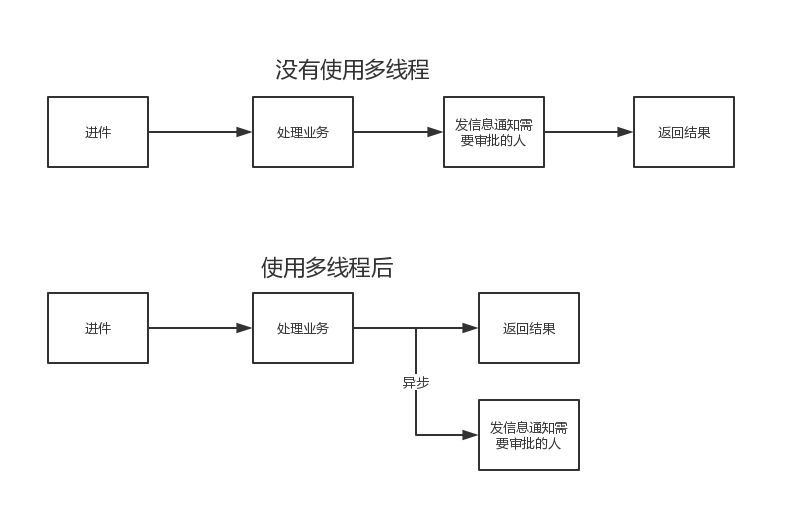 没有使用多线程
进件
处理业务
发信息通知需
要审批的人
返回结果
使用多线程后
进件
处理业务
返回结果
异步
发信息通知需
要审批的人